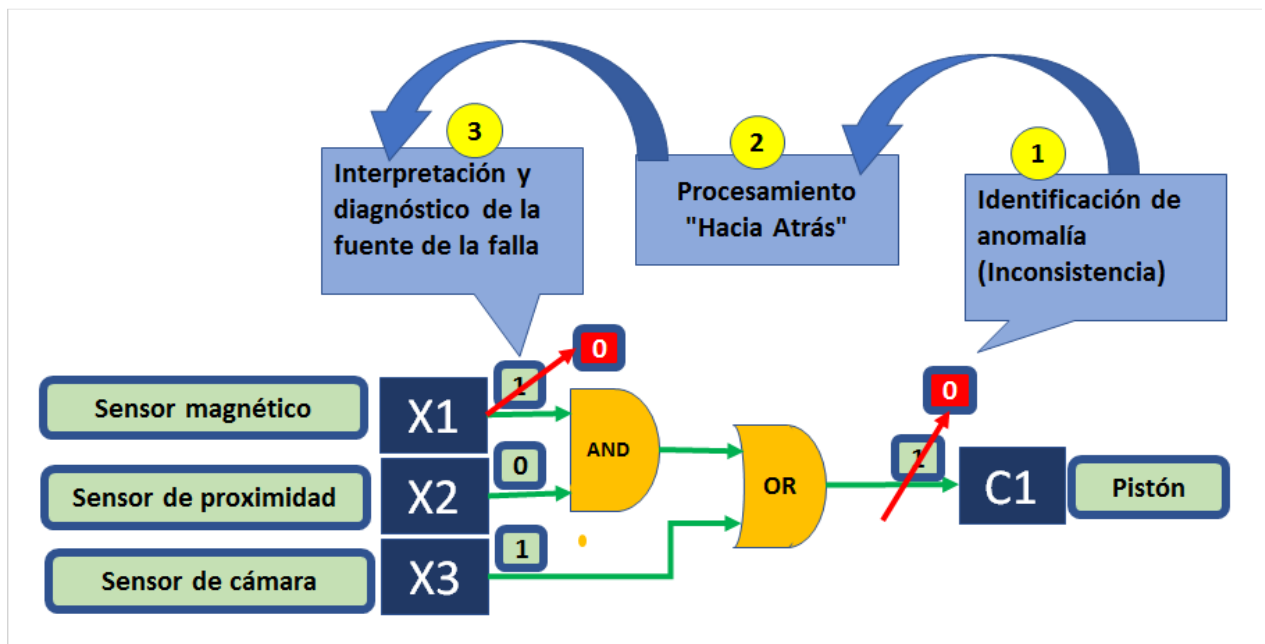 3
2
1
Interpretación y
diagnóstico de la
fuente de la falla
Procesamiento
"Hacia Atrás"
Identificación de
anomalía
(Inconsistencia)
0
1
0
1
Sensor magnético
X1
AND
0
Sensor de proximidad
X2
OR
C1
Pistón
1
Sensor de cámara
X3